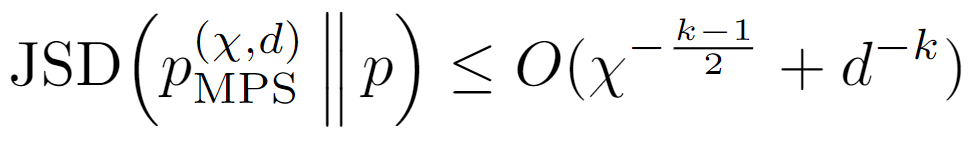 JSD(p_{MPS}^{(χ,d)} ∥ p) ≤ O(χ^{-\frac{k-1}{2}} + d^{-k})